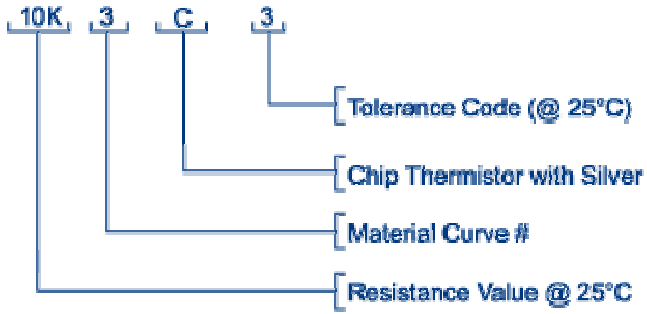 10K 3 C 3
Tolerance Code (@ 25°C)
Chip Thermistor with Silver
Material Curve #
Resistance Value @ 25°C